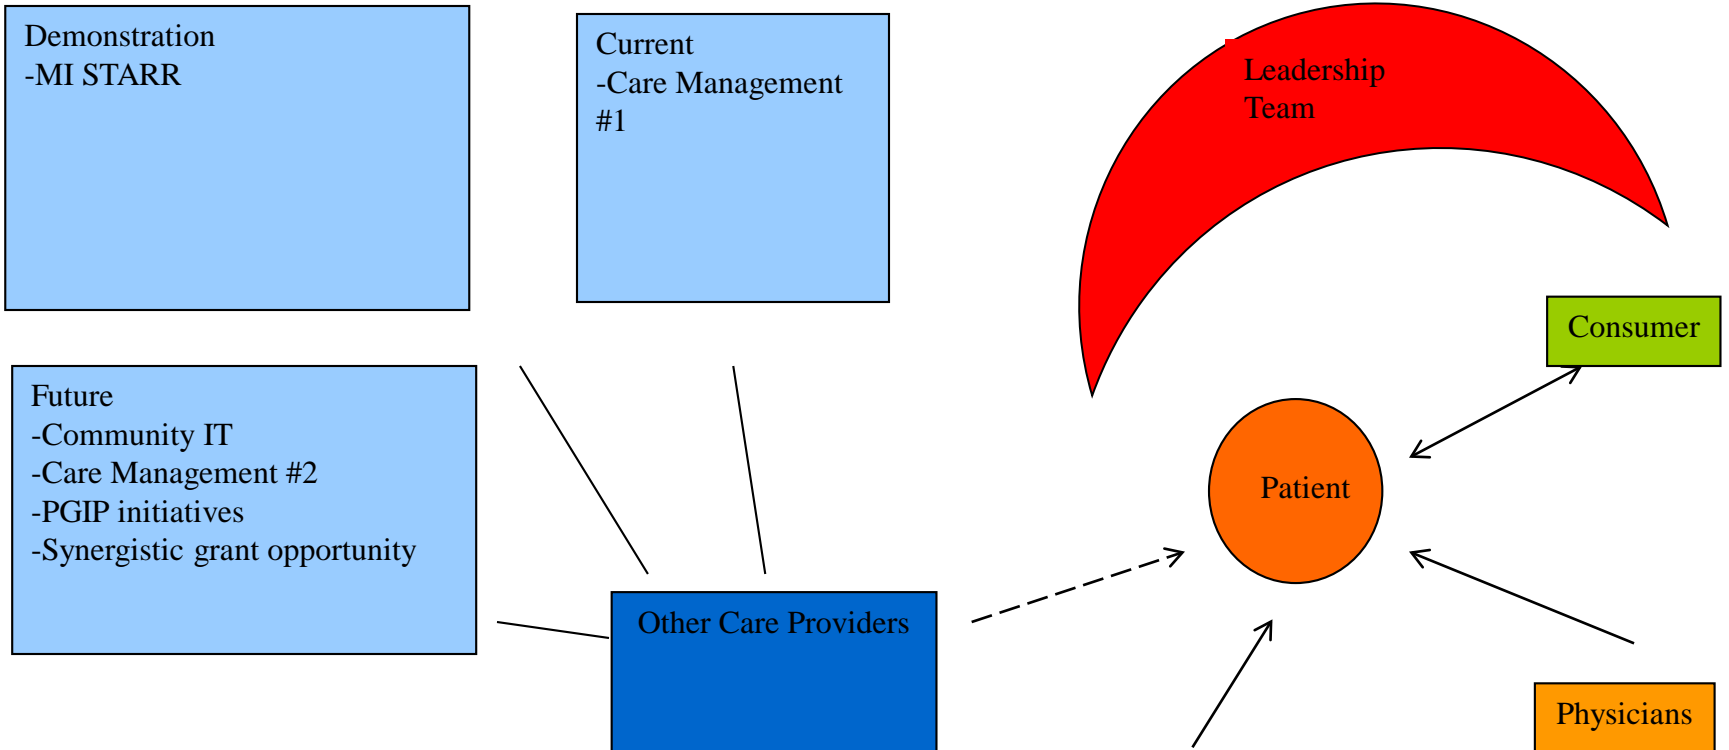 Demonstration
-MI STARR
Current
-Care Management
#1
Leadership
Team
Consumer
Future
-Community IT
-Care Management #2
-PGIP initiatives
-Synergistic grant opportunity
Patient
Other Care Providers
Physicians